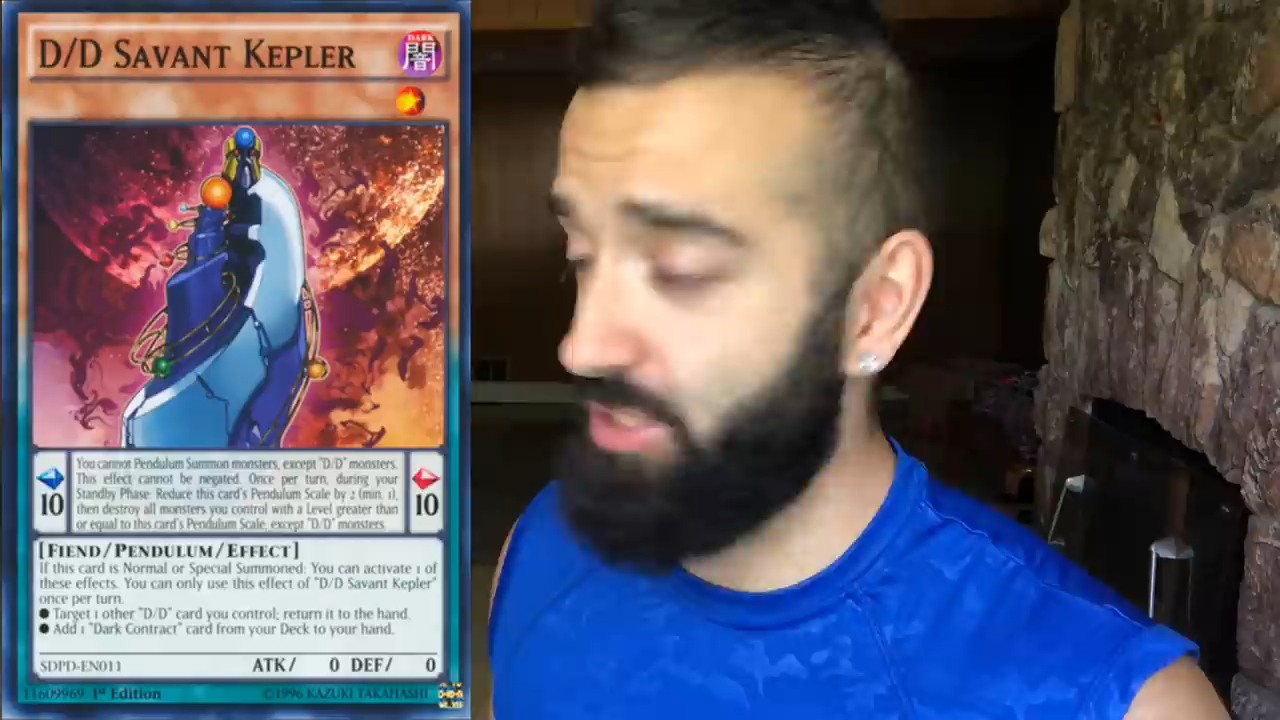 D/D SAVANT KEPLER
DARK
闇
You cannot Pendulum Summon monsters, except "D/D" monsters.
This effect cannot be negated. Once per turn, during your
Standby Phase: Reduce this card's Pendulum Scale by 2 (min. 1),
then destroy all monsters you control with a Level greater than
or equal to this card's Pendulum Scale, except "D/D" monsters.
10
10
[FIEND/PENDULUM/EFFECT]
If this card is Normal or Special Summoned: You can activate 1 of
these effects. You can only use this effect of "D/D Savant Kepler"
once per turn.
● Target 1 other "D/D" card you control; return it to the hand.
● Add 1 "Dark Contract" card from your Deck to your hand.
SDPD-EN011 ATK/ 0 DEF/ 0
11609969 1st Edition ©1996 KAZUKI TAKAHASHI